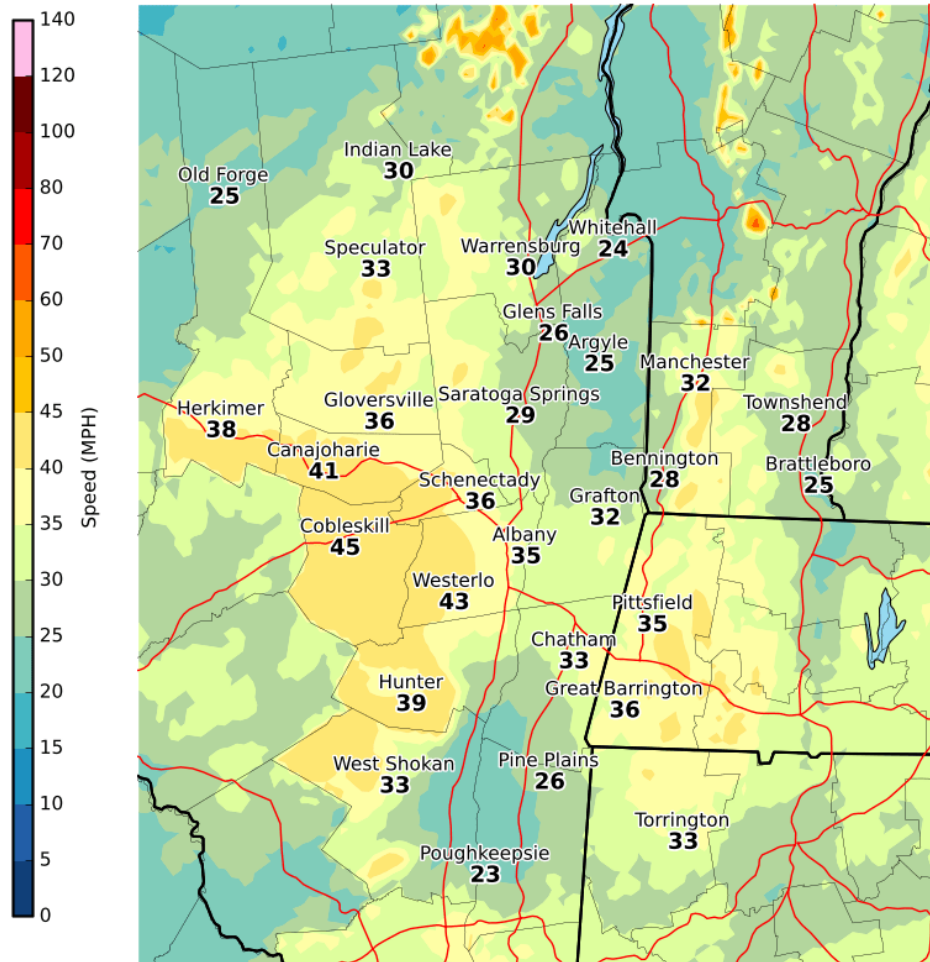 140
120
100
80
70
60
50
45
40
35
30
25
20
15
10
5
0
Speed (MPH)
Indian Lake
30
Old Forge
25
Whitehall
24
Speculator
33
Warrensburg
30
Glens Falls
26
Argyle
25
Manchester
32
Saratoga Springs
29
Gloversville
36
Townshend
28
Herkimer
38
Canajoharie
41
Bennington
28
Brattleboro
25
Schenectady
36
Grafton
32
Cobleskill
45
Albany
35
Westerlo
43
Pittsfield
35
Chatham
33
Hunter
39
Great Barrington
36
West Shokan
33
Pine Plains
26
Torrington
33
Poughkeepsie
23